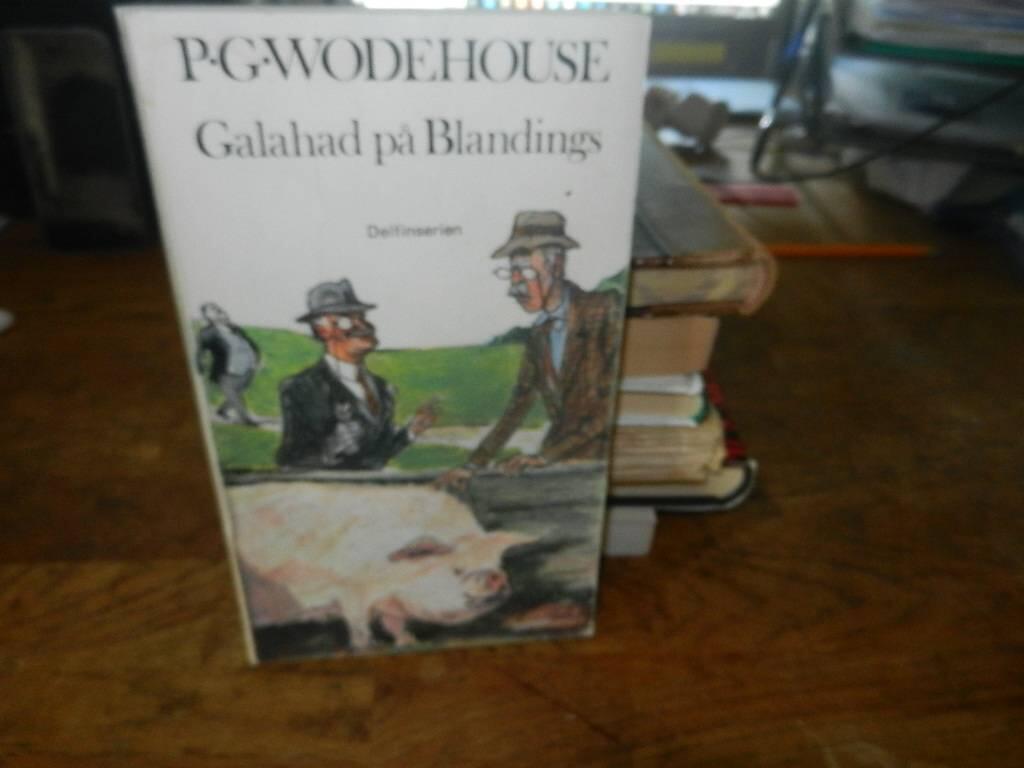 P·G·WODEHOUSE
Galahad på Blandings
Delfinserien